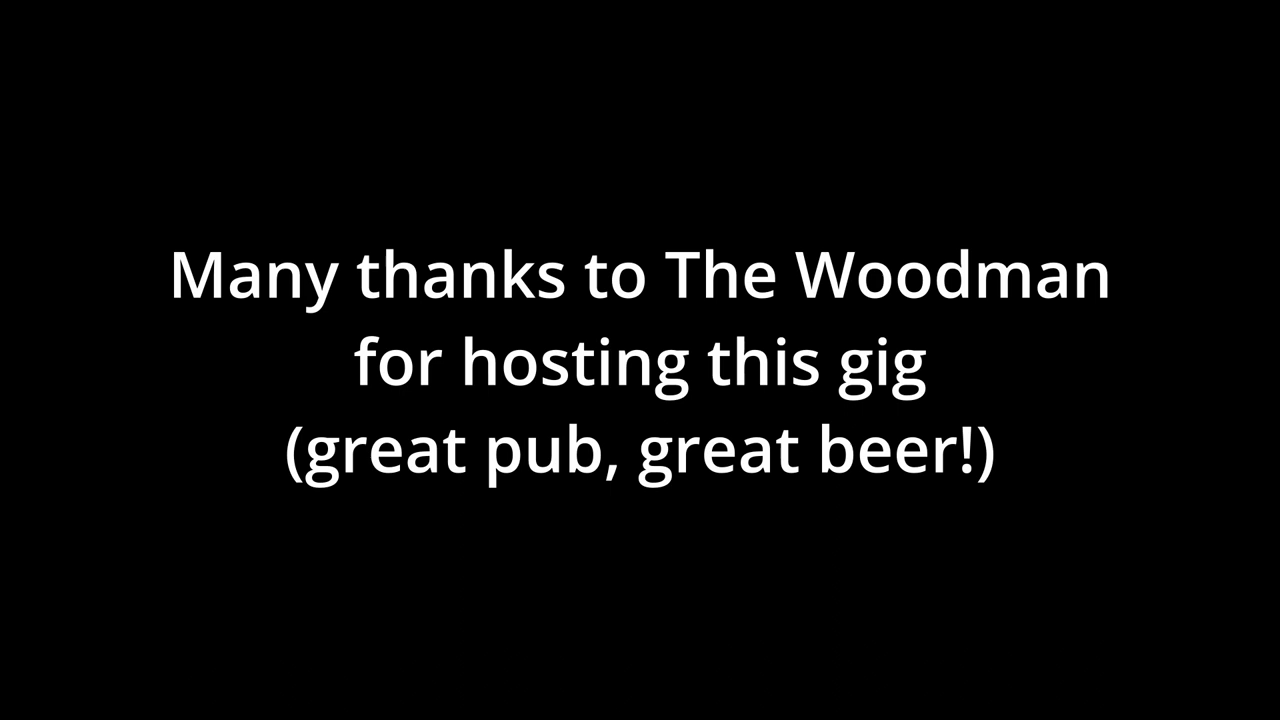 Many thanks to The Woodman
for hosting this gig
(great pub, great beer!)